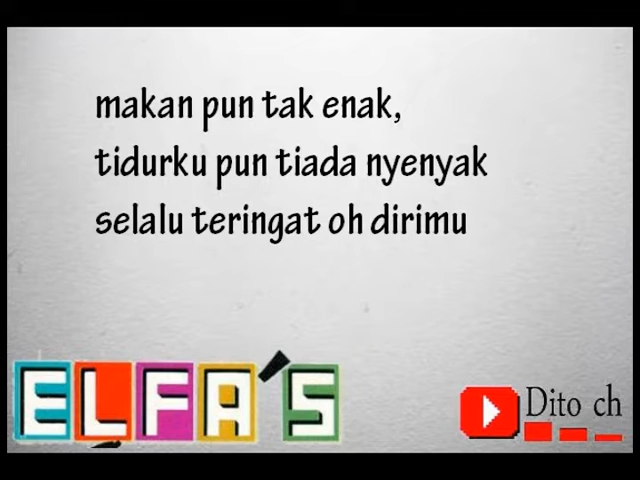 makan pun tak enak,
tidurku pun tiada nyenyak
selalu teringat oh dirimu
ELFA'S
Dito ch